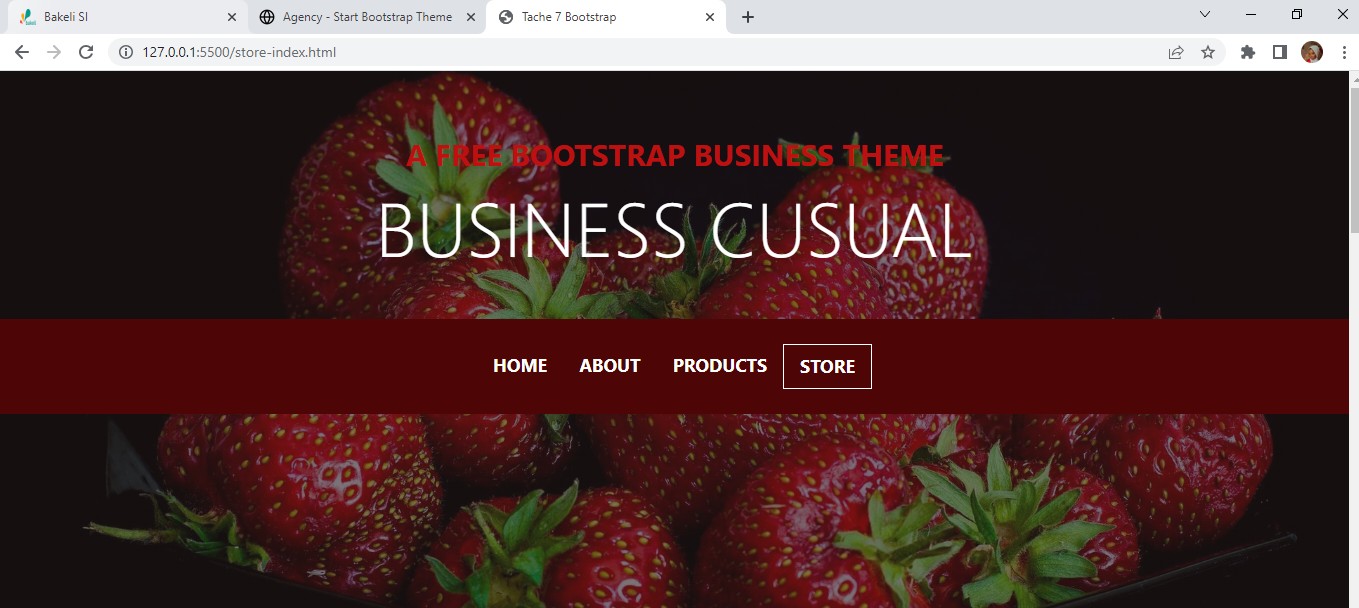 Bakeli SI
Agency - Start Bootstrap Theme
Tache 7 Bootstrap
127.0.0.1:5500/store-index.html
A FREE BOOTSTRAP BUSINESS THEME
BUSINESS CUSUAL
HOME ABOUT PRODUCTS STORE